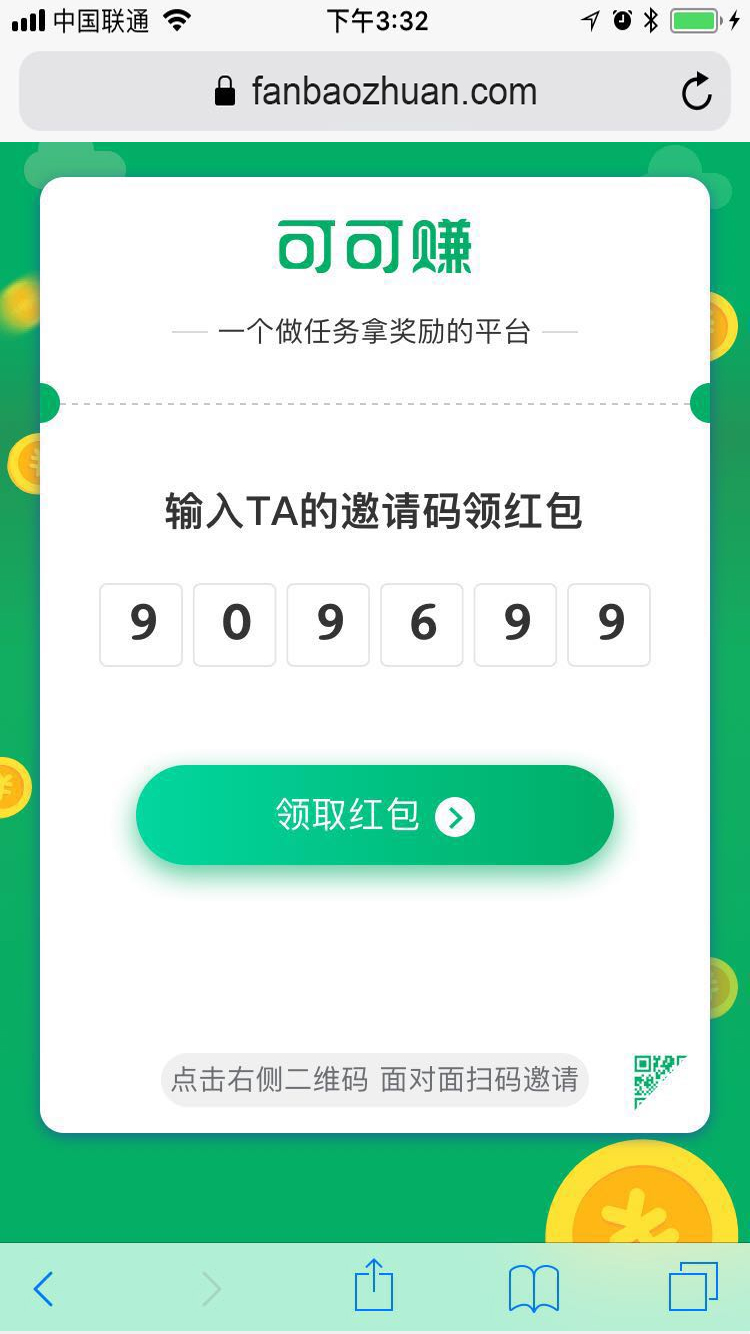 中国联通 下午3:32
fanbaozhuan.com
可可赚
一个做任务拿奖励的平台
输入TA的邀请码领红包
9 0 9 6 9 9
领取红包
点击右侧二维码 面对面扫码邀请